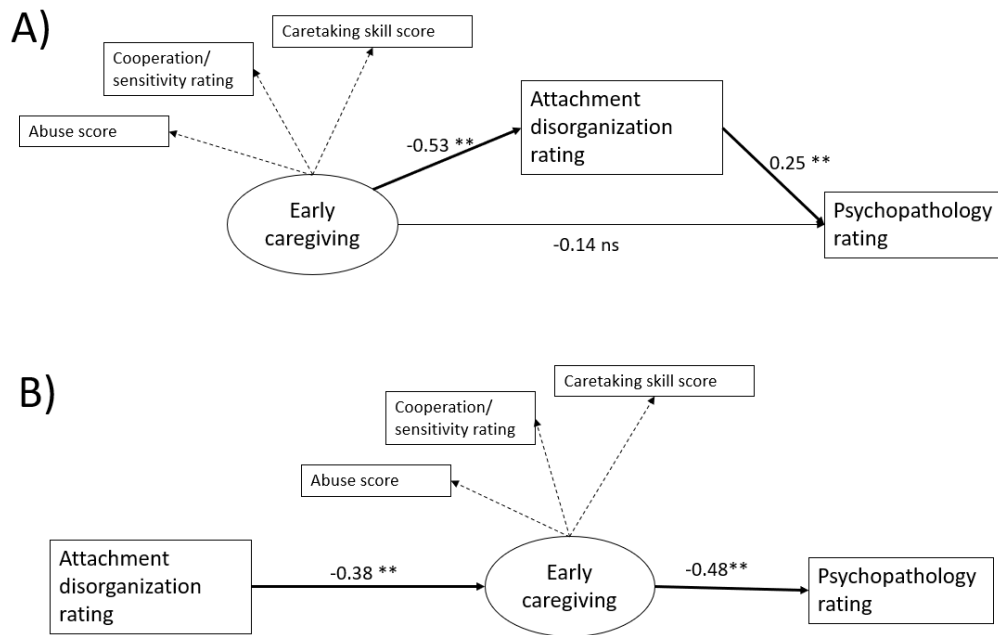 A)
Caretaking skill score
Cooperation/
sensitivity rating
Abuse score
Attachment
disorganization
rating
-0.53 **
0.25 **
Early
caregiving
Psychopathology
rating
-0.14 ns
B)
Caretaking skill score
Cooperation/
sensitivity rating
Abuse score
Attachment
disorganization
rating
-0.38 **
Early
caregiving
-0.48**
Psychopathology
rating